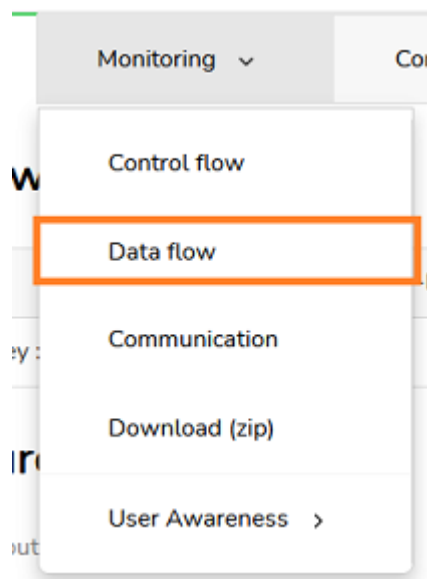 Monitoring
Control flow
Data flow
Communication
Download (zip)
User Awareness